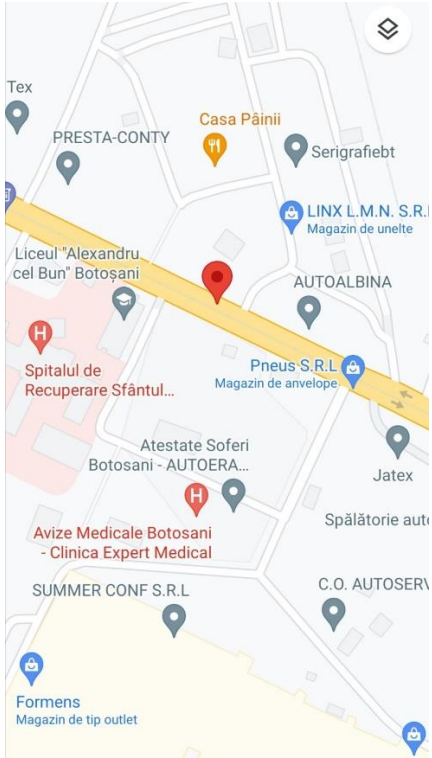 Tex
Casa Pâinii
PRESTA-CONTY
Serigrafiebt
LINX L.M.N. S.R.
Magazin de unelte
Liceul "Alexandru
cel Bun" Botoșani
AUTOALBINA
Spitalul de
Recuperare Sfântul...
Pneus S.R.L
Magazin de anvelope
Atestate Soferi
Botosani - AUTOERA...
Jatex
Avize Medicale Botosani
- Clinica Expert Medical
Spălătorie auto
SUMMER CONF S.R.L
C.O. AUTOSERV
Formens
Magazin de tip outlet